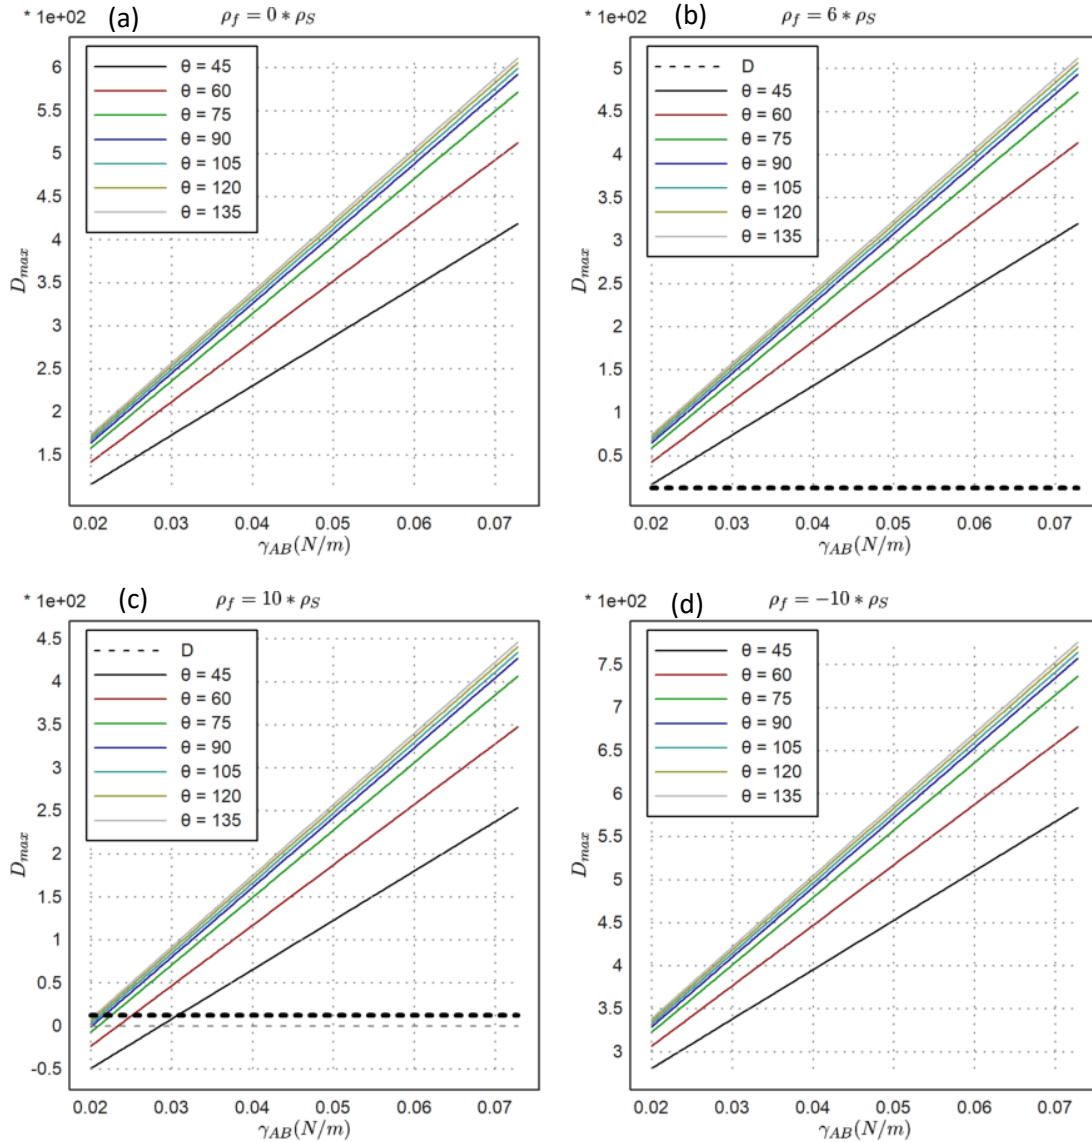 * 1e+02 (a) ρ_f = 0 * ρ_S
θ = 45
θ = 60
θ = 75
θ = 90
θ = 105
θ = 120
θ = 135
D_max
6
5.5
5
4.5
4
3.5
3
2.5
2
1.5
0.02 0.03 0.04 0.05 0.06 0.07
γ_AB(N/m)
* 1e+02 (b) ρ_f = 6 * ρ_S
D
θ = 45
θ = 60
θ = 75
θ = 90
θ = 105
θ = 120
θ = 135
D_max
5
4.5
4
3.5
3
2.5
2
1.5
1
0.5
0.02 0.03 0.04 0.05 0.06 0.07
γ_AB(N/m)
* 1e+02 (c) ρ_f = 10 * ρ_S
D
θ = 45
θ = 60
θ = 75
θ = 90
θ = 105
θ = 120
θ = 135
D_max
4.5
4
3.5
3
2.5
2
1.5
1
0.5
0
-0.5
0.02 0.03 0.04 0.05 0.06 0.07
γ_AB(N/m)
* 1e+02 (d) ρ_f = −10 * ρ_S
θ = 45
θ = 60
θ = 75
θ = 90
θ = 105
θ = 120
θ = 135
D_max
7.5
7
6.5
6
5.5
5
4.5
4
3.5
3
0.02 0.03 0.04 0.05 0.06 0.07
γ_AB(N/m)